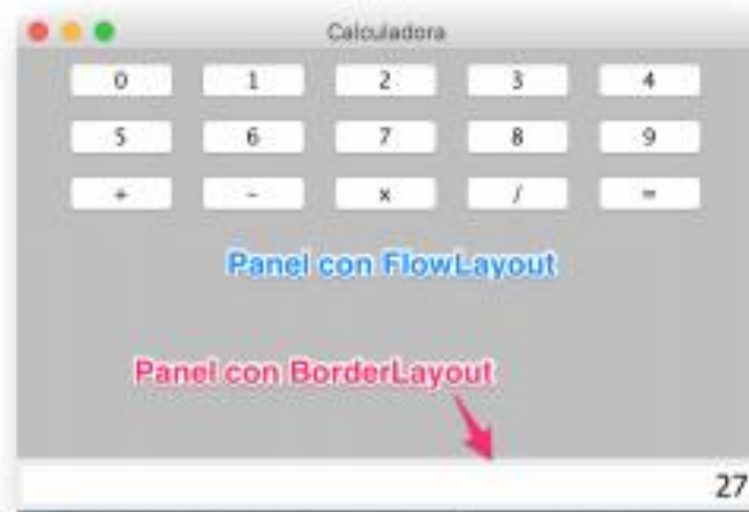 Calculadora
0 1 2 3 4
5 6 7 8 9
+ - x / =
Panel con FlowLayout
Panel con BorderLayout
27